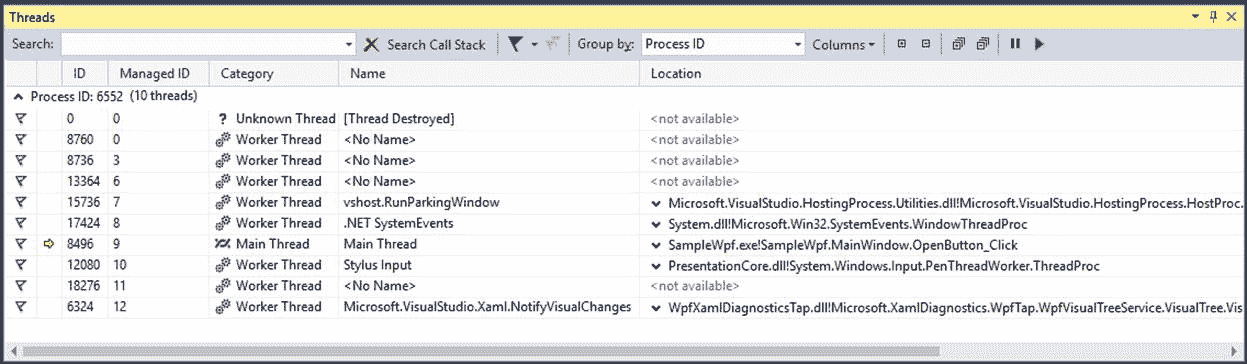 Threads
Search: Search Call Stack Group by: Process ID Columns
ID Managed ID Category Name Location
Process ID: 6552 (10 threads)
0 0 ? Unknown Thread [Thread Destroyed] <not available>
8760 0 Worker Thread <No Name> <not available>
8736 3 Worker Thread <No Name> <not available>
13364 6 Worker Thread <No Name> <not available>
15736 7 Worker Thread vshost.RunParkingWindow Microsoft.VisualStudio.HostingProcess.Utilities.dll!Microsoft.VisualStudio.HostingProcess.HostProc.
17424 8 Worker Thread .NET SystemEvents System.dll!Microsoft.Win32.SystemEvents.WindowThreadProc
8496 9 Main Thread Main Thread SampleWpf.exe!SampleWpf.MainWindow.OpenButton_Click
12080 10 Worker Thread Stylus Input PresentationCore.dll!System.Windows.Input.PenThreadWorker.ThreadProc
18276 11 Worker Thread <No Name> <not available>
6324 12 Worker Thread Microsoft.VisualStudio.Xaml.NotifyVisualChanges WpfXamlDiagnosticsTap.dll!Microsoft.XamlDiagnostics.WpfTap.WpfVisualTreeService.VisualTree.Vis